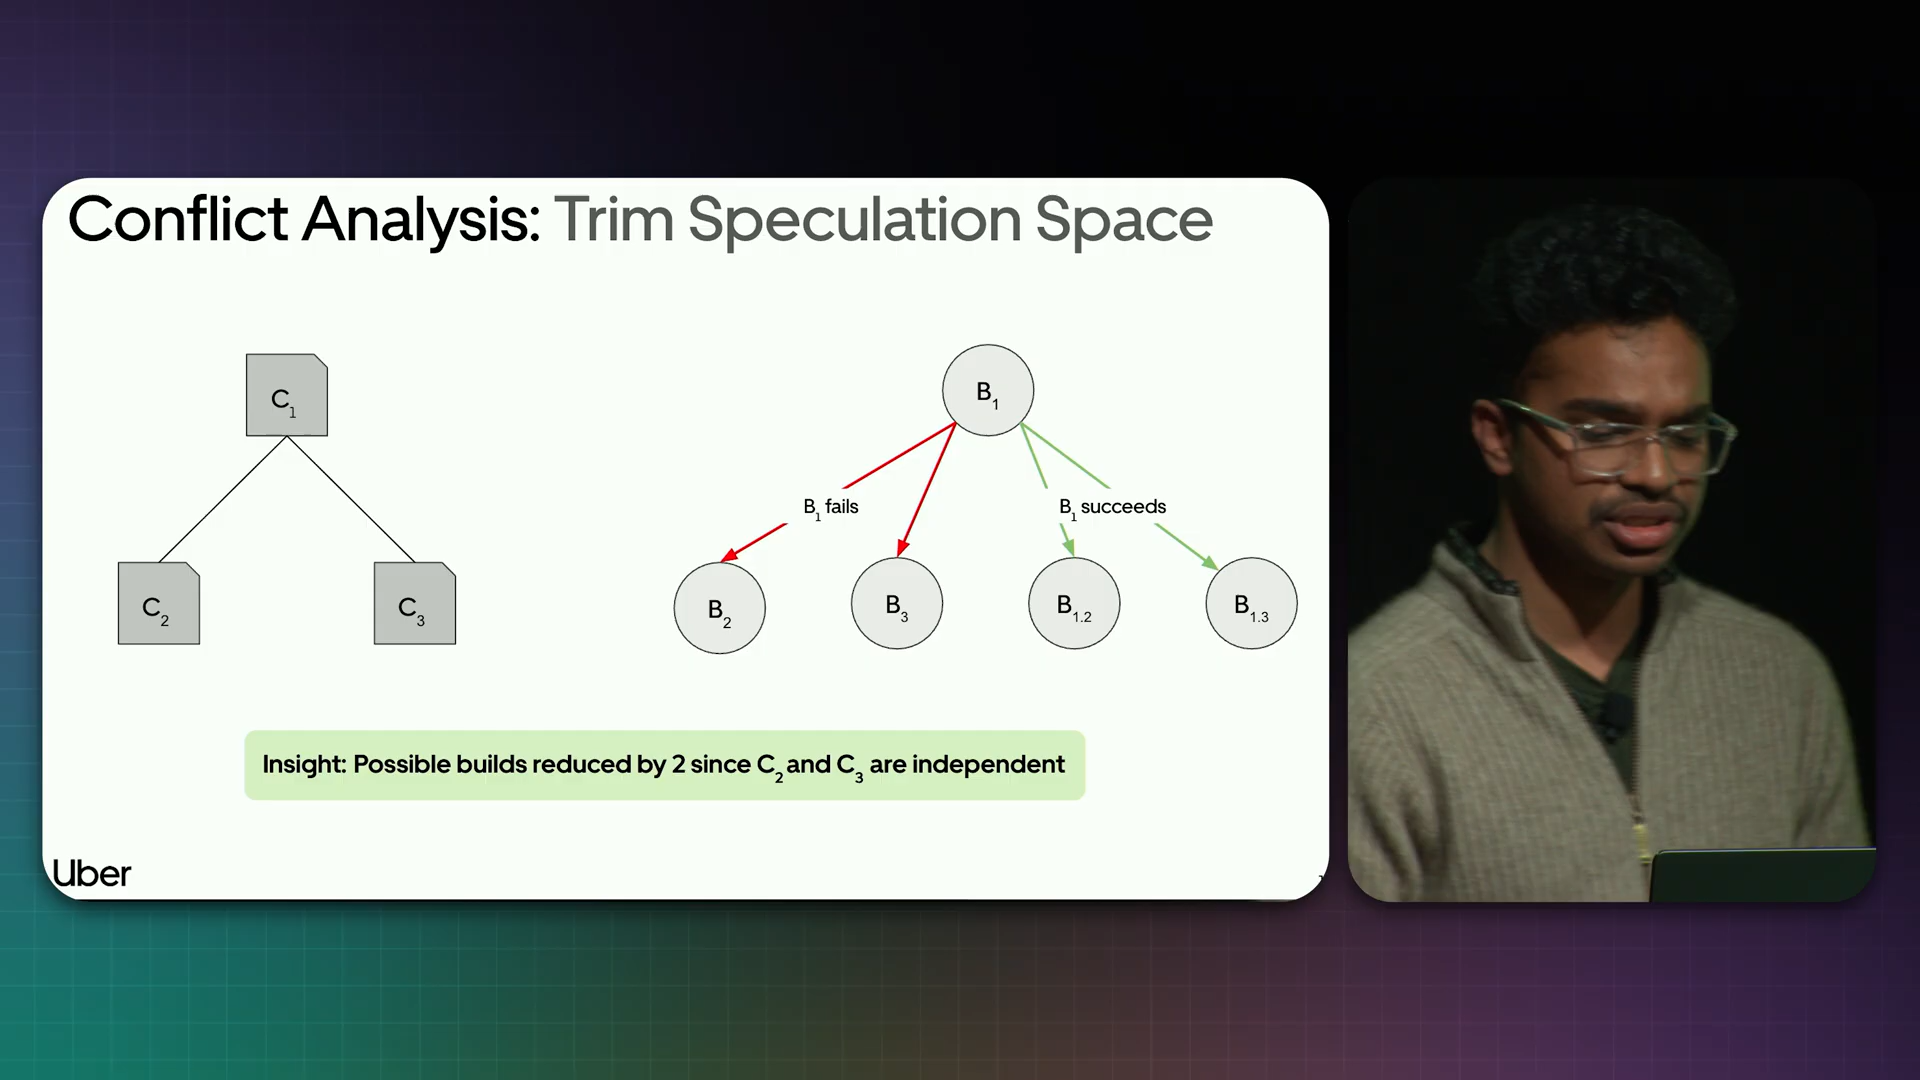 Conflict Analysis: Trim Speculation Space
C1
B1
B1 fails
B1 succeeds
C2
C3
B2
B3
B1.2
B1.3
Insight: Possible builds reduced by 2 since C2 and C3 are independent
Uber